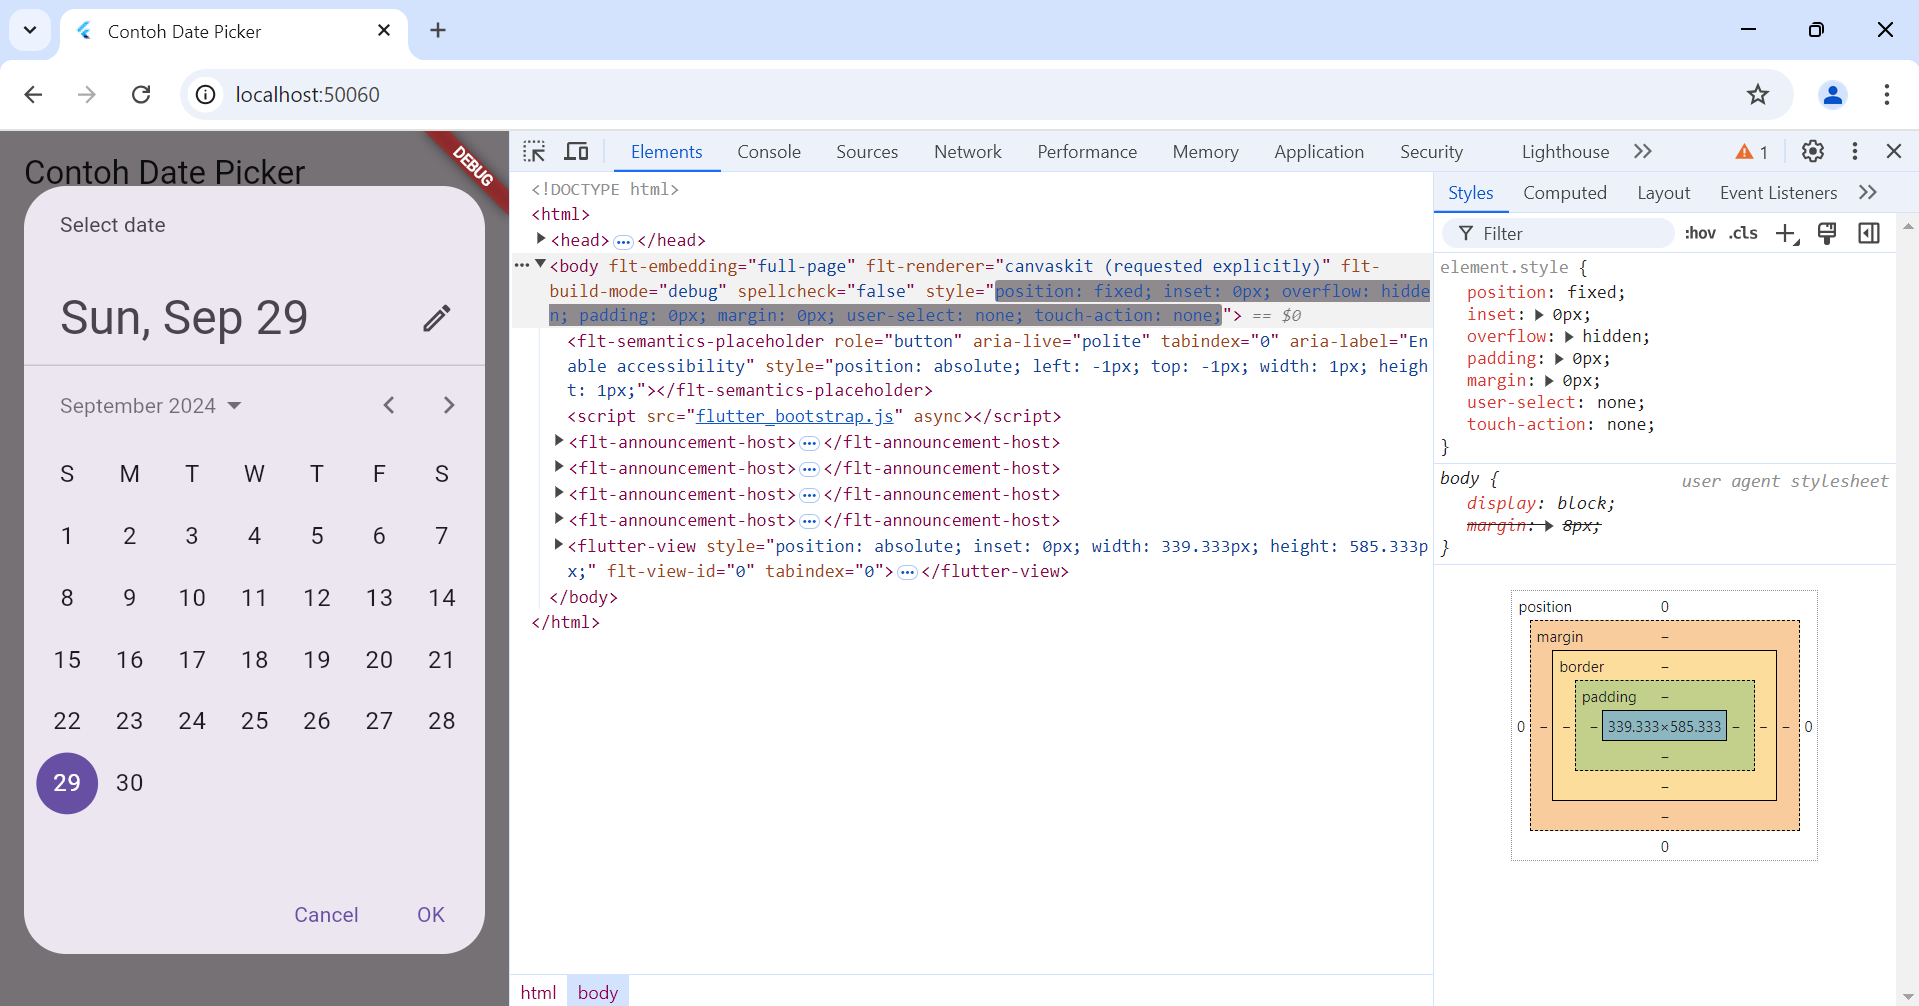 Contoh Date Picker
localhost:50060
Contoh Date Picker
DEBUG
Select date
Sun, Sep 29
September 2024
S M T W T F S
1 2 3 4 5 6 7
8 9 10 11 12 13 14
15 16 17 18 19 20 21
22 23 24 25 26 27 28
29 30
Cancel OK
Elements Console Sources Network Performance Memory Application Security Lighthouse 1
<!DOCTYPE html>
<html>
<head> … </head>
… <body flt-embedding="full-page" flt-renderer="canvaskit (requested explicitly)" flt-
build-mode="debug" spellcheck="false" style="position: fixed; inset: 0px; overflow: hidde
n; padding: 0px; margin: 0px; user-select: none; touch-action: none;"> == $0
<flt-semantics-placeholder role="button" aria-live="polite" tabindex="0" aria-label="En
able accessibility" style="position: absolute; left: -1px; top: -1px; width: 1px; heigh
t: 1px;"></flt-semantics-placeholder>
<script src="flutter_bootstrap.js" async></script>
<flt-announcement-host> … </flt-announcement-host>
<flt-announcement-host> … </flt-announcement-host>
<flt-announcement-host> … </flt-announcement-host>
<flt-announcement-host> … </flt-announcement-host>
<flutter-view style="position: absolute; inset: 0px; width: 339.333px; height: 585.333p
x;" flt-view-id="0" tabindex="0"> … </flutter-view>
</body>
</html>
html body
Styles Computed Layout Event Listeners
Filter :hov .cls
element.style {
position: fixed;
inset: 0px;
overflow: hidden;
padding: 0px;
margin: 0px;
user-select: none;
touch-action: none;
}
body { user agent stylesheet
display: block;
margin: 8px;
}
position 0
margin –
border –
padding –
0 – – – 339.333×585.333 – – – 0
–
–
–
0